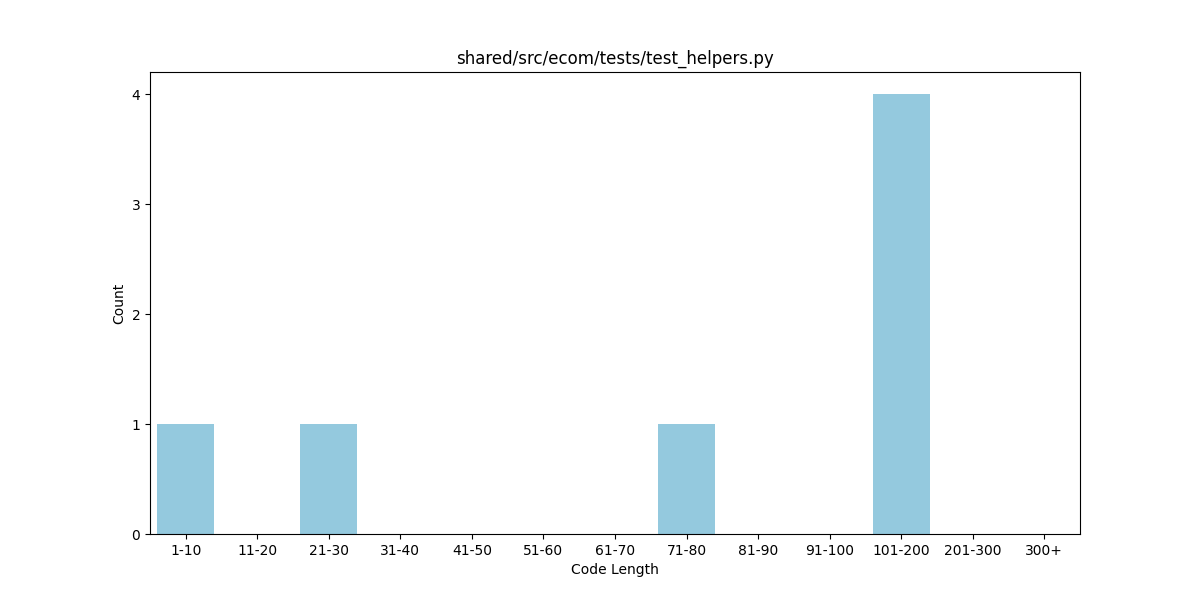 shared/src/ecom/tests/test_helpers.py
Count
4
3
2
1
0
1-10 11-20 21-30 31-40 41-50 51-60 61-70 71-80 81-90 91-100 101-200 201-300 300+
Code Length